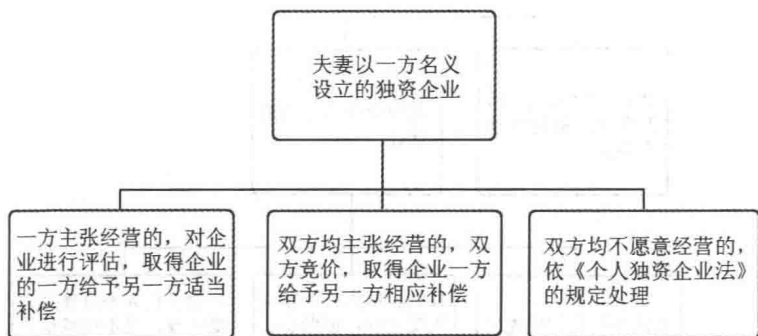 夫妻以一方名义
设立的独资企业
一方主张经营的，对企
业进行评估，取得企业
的一方给予另一方适当
补偿
双方均主张经营的，双
方竞价，取得企业一方
给予另一方相应补偿
双方均不愿意经营的，
依《个人独资企业法》
的规定处理